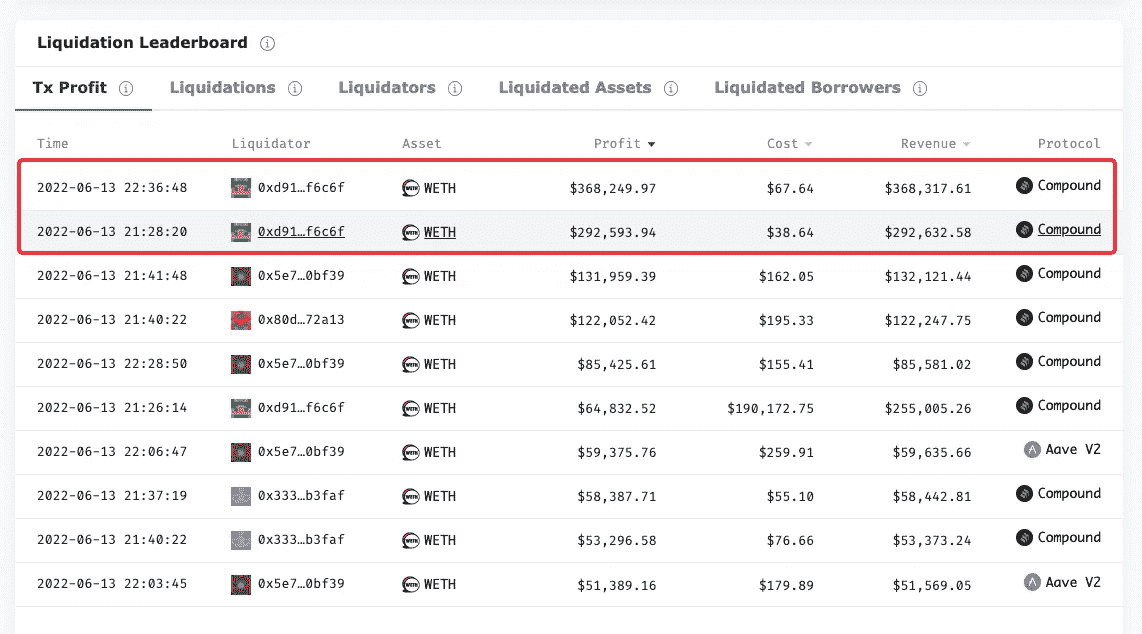 Liquidation Leaderboard
Tx Profit Liquidations Liquidators Liquidated Assets Liquidated Borrowers
Time Liquidator Asset Profit Cost Revenue Protocol
2022-06-13 22:36:48 0xd91…f6c6f WETH $368,249.97 $67.64 $368,317.61 Compound
2022-06-13 21:28:20 0xd91…f6c6f WETH $292,593.94 $38.64 $292,632.58 Compound
2022-06-13 21:41:48 0x5e7…0bf39 WETH $131,959.39 $162.05 $132,121.44 Compound
2022-06-13 21:40:22 0x80d…72a13 WETH $122,052.42 $195.33 $122,247.75 Compound
2022-06-13 22:28:50 0x5e7…0bf39 WETH $85,425.61 $155.41 $85,581.02 Compound
2022-06-13 21:26:14 0xd91…f6c6f WETH $64,832.52 $190,172.75 $255,005.26 Compound
2022-06-13 22:06:47 0x5e7…0bf39 WETH $59,375.76 $259.91 $59,635.66 Aave V2
2022-06-13 21:37:19 0x333…b3faf WETH $58,387.71 $55.10 $58,442.81 Compound
2022-06-13 21:40:22 0x333…b3faf WETH $53,296.58 $76.66 $53,373.24 Compound
2022-06-13 22:03:45 0x5e7…0bf39 WETH $51,389.16 $179.89 $51,569.05 Aave V2